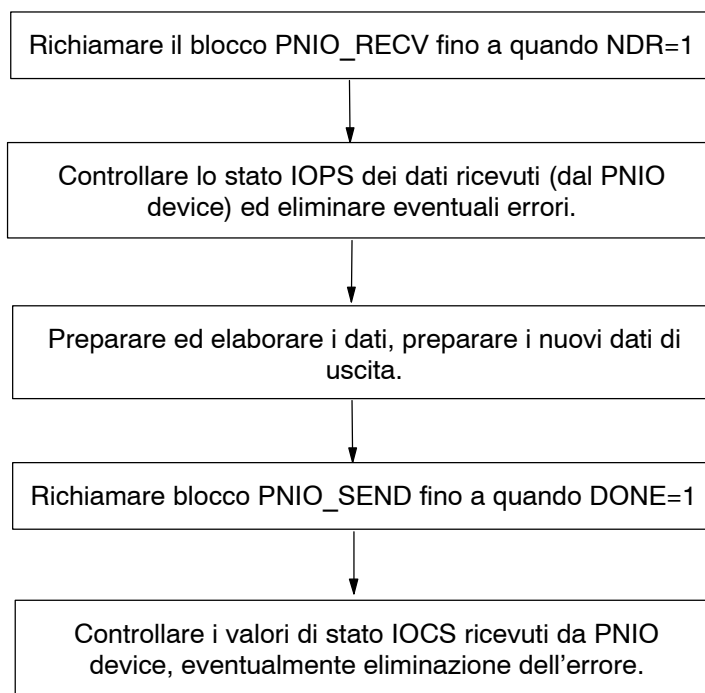 Richiamare il blocco PNIO_RECV fino a quando NDR=1
Controllare lo stato IOPS dei dati ricevuti (dal PNIO
device) ed eliminare eventuali errori.
Preparare ed elaborare i dati, preparare i nuovi dati di
uscita.
Richiamare blocco PNIO_SEND fino a quando DONE=1
Controllare i valori di stato IOCS ricevuti da PNIO
device, eventualmente eliminazione dell'errore.